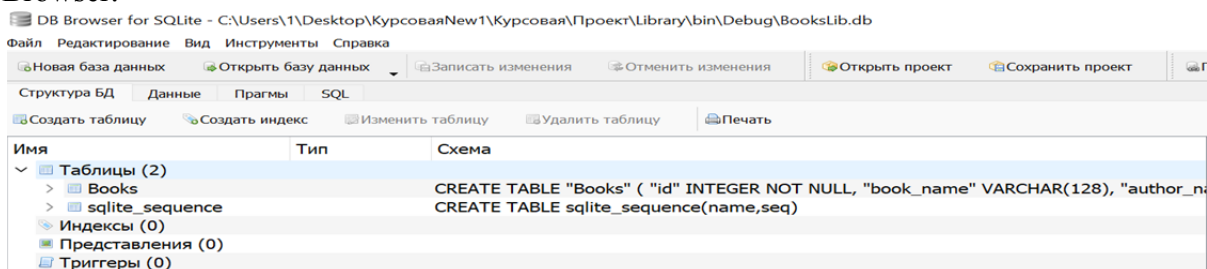 DB Browser for SQLite - C:\Users\1\Desktop\КурсоваяNew1\Курсовая\Проект\Library\bin\Debug\BooksLib.db
Файл Редактирование Вид Инструменты Справка
Новая база данных Открыть базу данных Записать изменения Отменить изменения Открыть проект Сохранить проект
Структура БД Данные Прагмы SQL
Создать таблицу Создать индекс Изменить таблицу Удалить таблицу Печать
Имя Тип Схема
Таблицы (2)
Books CREATE TABLE "Books" ( "id" INTEGER NOT NULL, "book_name" VARCHAR(128),
sqlite_sequence CREATE TABLE sqlite_sequence(name,seq)
Индексы (0)
Представления (0)
Триггеры (0)